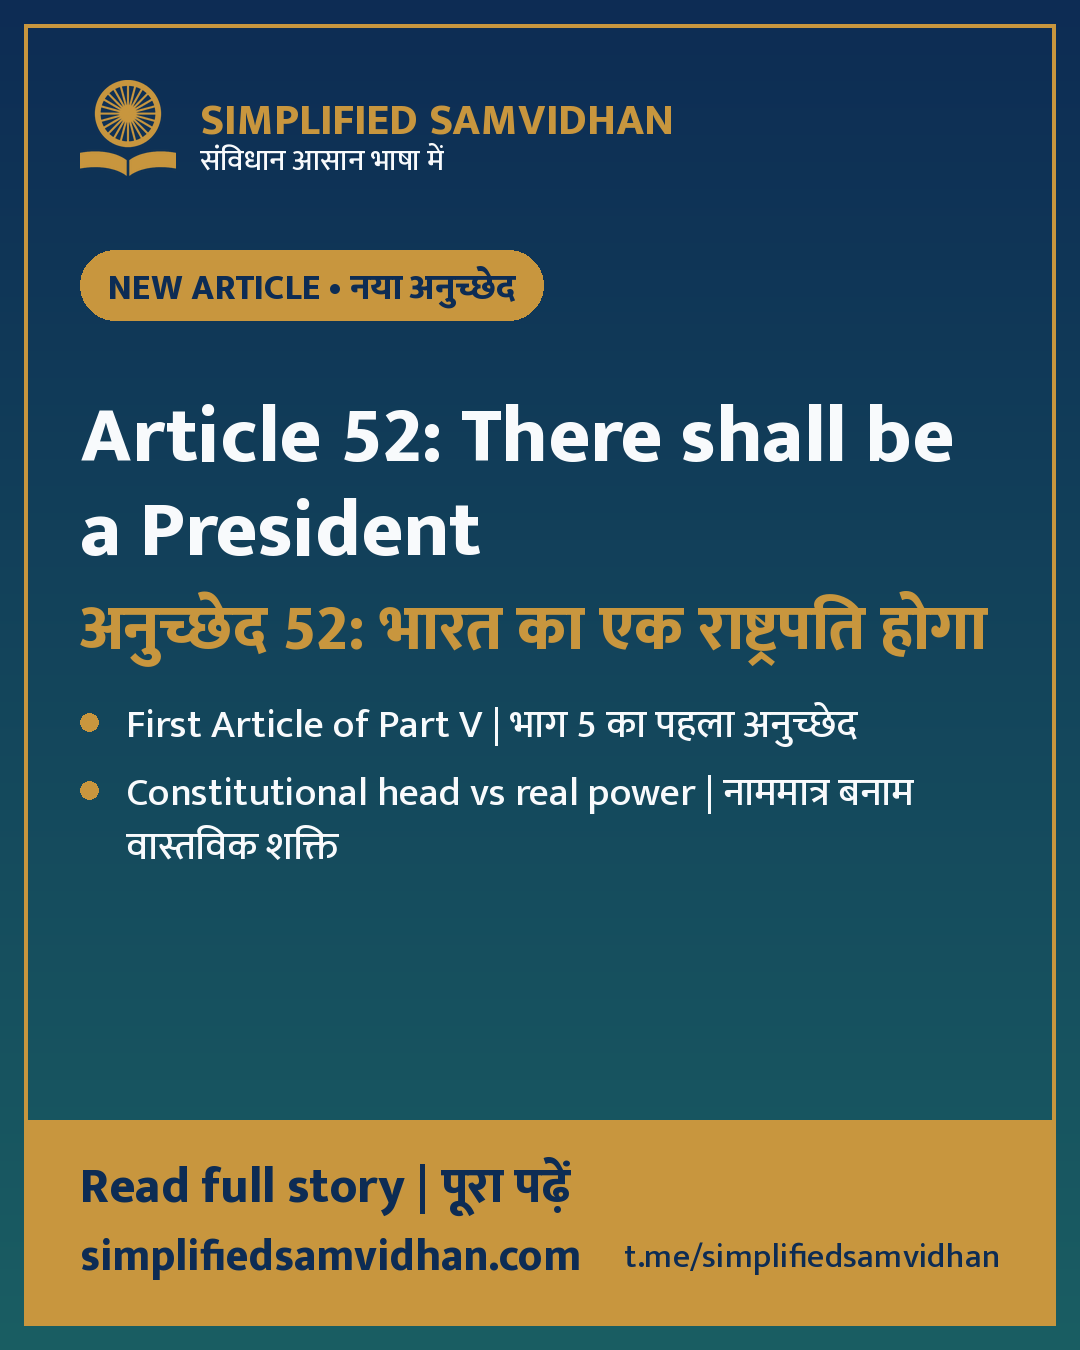 SIMPLIFIED SAMVIDHAN
संविधान आसान भाषा में
NEW ARTICLE • नया अनुच्छेद
Article 52: There shall be
a President
अनुच्छेद 52: भारत का एक राष्ट्रपति होगा
First Article of Part V | भाग 5 का पहला अनुच्छेद
Constitutional head vs real power | नाममात्र बनाम
वास्तविक शक्ति
Read full story | पूरा पढ़ें
simplifiedsamvidhan.com t.me/simplifiedsamvidhan